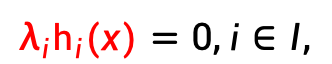 λᵢhᵢ(x) = 0, i ∈ I,